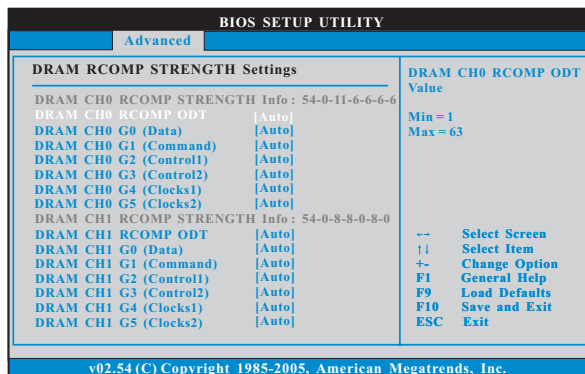 BIOS SETUP UTILITY
Advanced
DRAM RCOMP STRENGTH Settings
DRAM CH0 RCOMP STRENGTH Info : 54-0-11-6-6-6-6
DRAM CH0 RCOMP ODT [Auto]
DRAM CH0 G0 (Data) [Auto]
DRAM CH0 G1 (Command) [Auto]
DRAM CH0 G2 (Control1) [Auto]
DRAM CH0 G3 (Control2) [Auto]
DRAM CH0 G4 (Clocks1) [Auto]
DRAM CH0 G5 (Clocks2) [Auto]
DRAM CH1 RCOMP STRENGTH Info : 54-0-8-8-0-8-0
DRAM CH1 RCOMP ODT [Auto]
DRAM CH1 G0 (Data) [Auto]
DRAM CH1 G1 (Command) [Auto]
DRAM CH1 G2 (Control1) [Auto]
DRAM CH1 G3 (Control2) [Auto]
DRAM CH1 G4 (Clocks1) [Auto]
DRAM CH1 G5 (Clocks2) [Auto]
DRAM CH0 RCOMP ODT
Value
Min = 1
Max = 63
←→ Select Screen
↑↓ Select Item
+- Change Option
F1 General Help
F9 Load Defaults
F10 Save and Exit
ESC Exit
v02.54 (C) Copyright 1985-2005, American Megatrends, Inc.